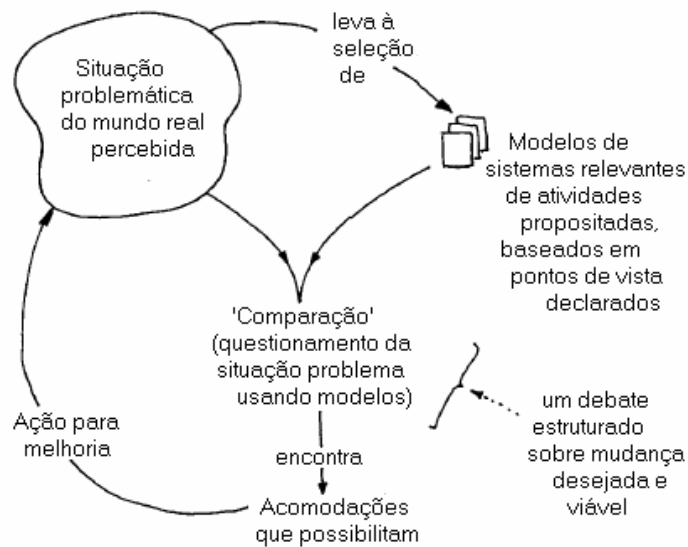 Situação
problemática
do mundo real
percebida
leva à
seleção
de
Modelos de
sistemas relevantes
de atividades
propositadas,
baseados em
pontos de vista
declarados
'Comparação'
(questionamento da
situação problema
usando modelos)
um debate
estruturado
sobre mudança
desejada e
viável
encontra
Acomodações
que possibilitam
Ação para
melhoria